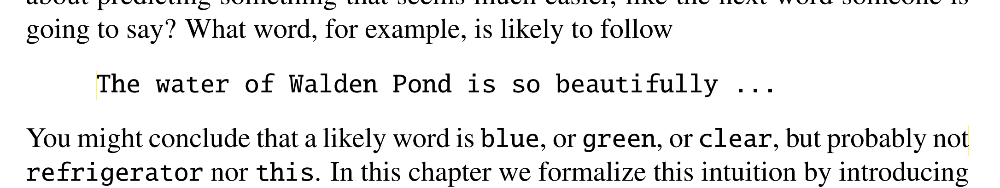 about predicting something that seems much easier, like the next word someone is
going to say? What word, for example, is likely to follow
The water of Walden Pond is so beautifully ...
You might conclude that a likely word is blue, or green, or clear, but probably not
refrigerator nor this. In this chapter we formalize this intuition by introducing